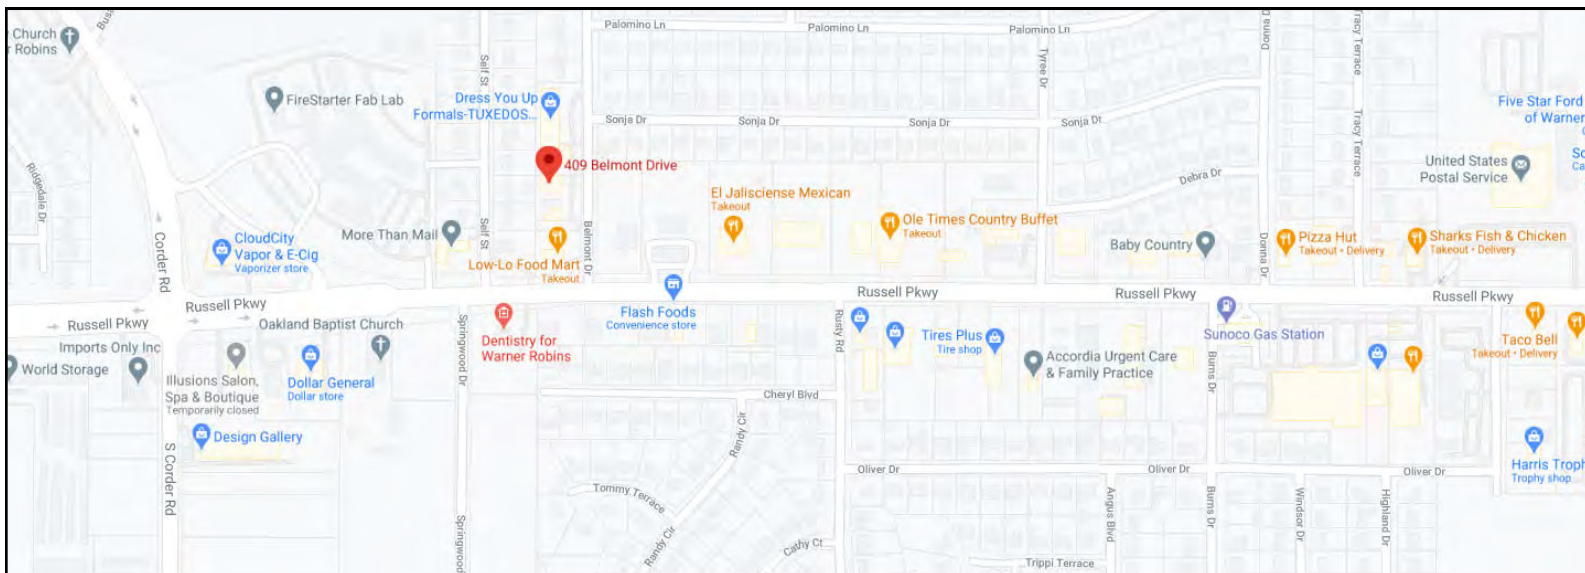 Bus
Palomino Ln
Palomino Ln
Palomino Ln
Church
r Robins
Self St
Tyree Dr
Donna D
Tracy Terrace
FireStarter Fab Lab
Dress You Up
Formals-TUXEDOS...
Five Star Ford
of Warner
Sonja Dr
Sonja Dr
Sonja Dr
Sonja Dr
Tracy Terrace
409 Belmont Drive
United States
Postal Service
So
Ca
Ridgedale Dr
Debra Dr
El Jalisciense Mexican
Takeout
Ole Times Country Buffet
Takeout
More Than Mail
Self St
Belmont Dr
Baby Country
Donna Dr
Pizza Hut
Takeout • Delivery
Sharks Fish & Chicken
Takeout • Delivery
Corder Rd
CloudCity
Vapor & E-Cig
Vaporizer store
Low-Lo Food Mart
Takeout
Russell Pkwy
Russell Pkwy
Russell Pkwy
Russell Pkwy
Russell Pkwy
Flash Foods
Convenience store
Oakland Baptist Church
Springwood Dr
Dentistry for
Warner Robins
Rusty Rd
Tires Plus
Tire shop
Sunoco Gas Station
Taco Bell
Takeout • Delivery
Imports Only Inc
World Storage
Illusions Salon,
Spa & Boutique
Temporarily closed
Dollar General
Dollar store
Accordia Urgent Care
& Family Practice
Burns Dr
Cheryl Blvd
Randy Cir
Design Gallery
S Corder Rd
Harris Troph
Trophy shop
Oliver Dr
Oliver Dr
Oliver Dr
Tommy Terrace
Springwood
Randy Cir
Cathy Ct
Angus Blvd
Burns Dr
Windsor Dr
Highland Dr
Trippi Terrace